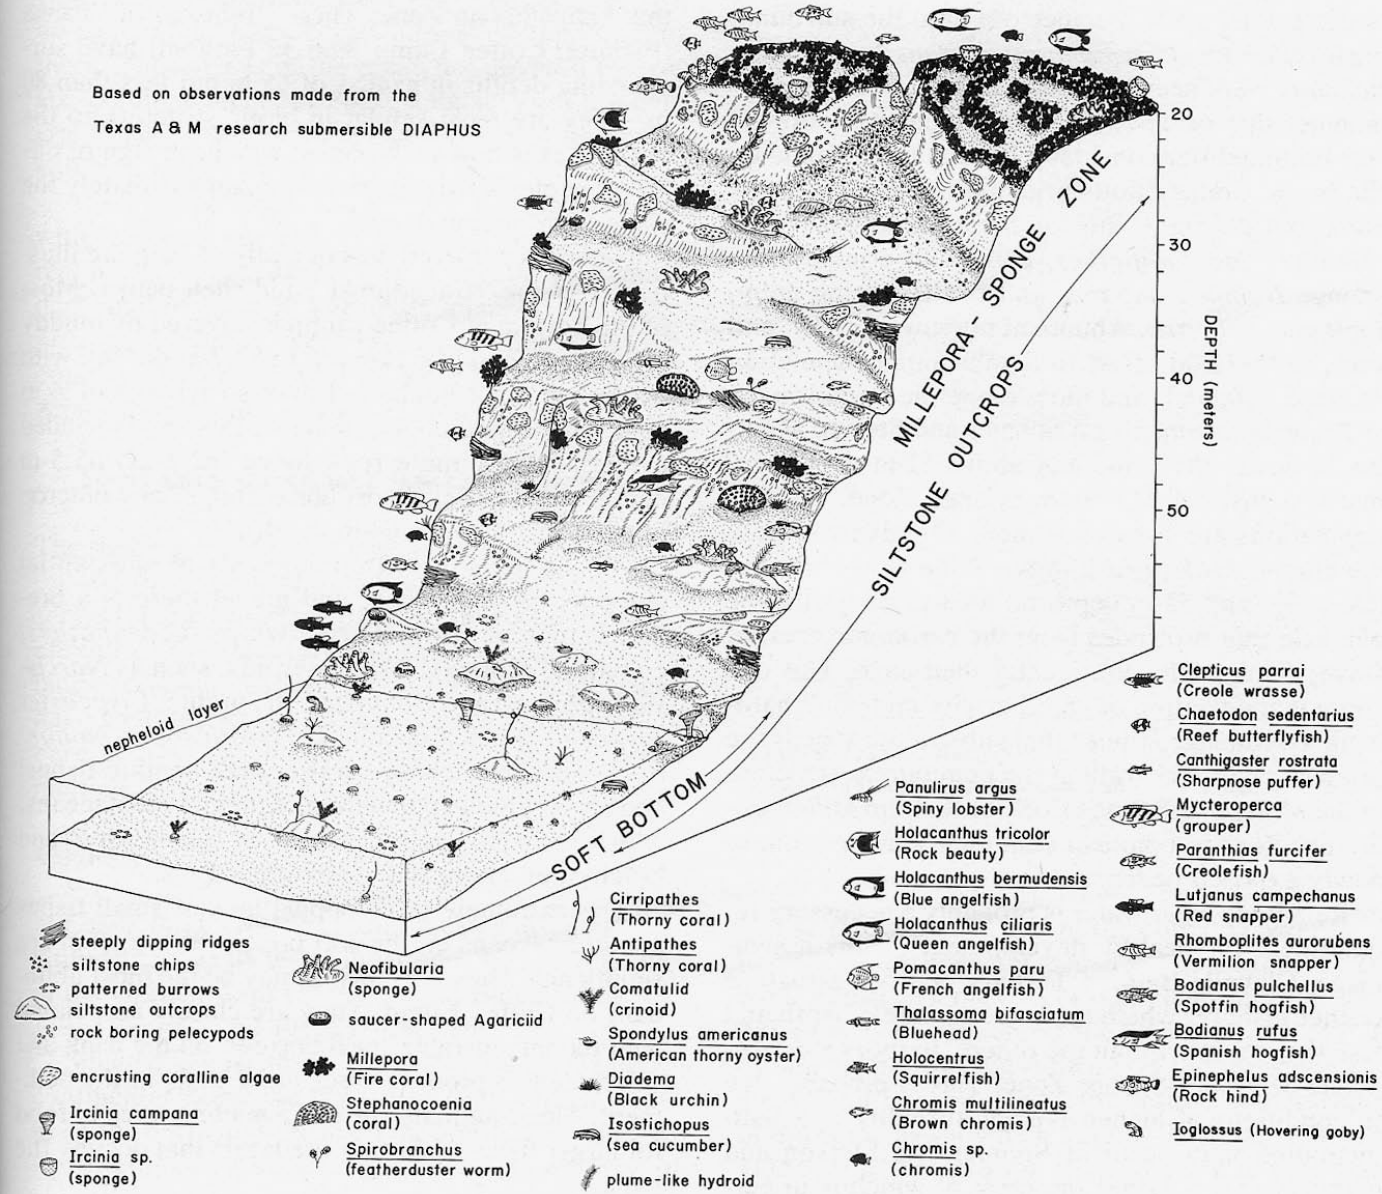 Based on observations made from the
Texas A & M research submersible DIAPHUS
20
30
40
50
DEPTH (meters)
MILLEPORA - SPONGE ZONE
SILTSTONE OUTCROPS
SOFT BOTTOM
nepheloid layer
steeply dipping ridges
siltstone chips
patterned burrows
siltstone outcrops
rock boring pelecypods
encrusting coralline algae
Ircinia campana
(sponge)
Ircinia sp.
(sponge)
Neofibularia
(sponge)
saucer-shaped Agariciid
Millepora
(Fire coral)
Stephanocoenia
(coral)
Spirobranchus
(featherduster worm)
Cirripathes
(Thorny coral)
Antipathes
(Thorny coral)
Comatulid
(crinoid)
Spondylus americanus
(American thorny oyster)
Diadema
(Black urchin)
Isostichopus
(sea cucumber)
plume-like hydroid
Panulirus argus
(Spiny lobster)
Holacanthus tricolor
(Rock beauty)
Holacanthus bermudensis
(Blue angelfish)
Holacanthus ciliaris
(Queen angelfish)
Pomacanthus paru
(French angelfish)
Thalassoma bifasciatum
(Bluehead)
Holocentrus
(Squirrelfish)
Chromis multilineatus
(Brown chromis)
Chromis sp.
(chromis)
Clepticus parrai
(Creole wrasse)
Chaetodon sedentarius
(Reef butterflyfish)
Canthigaster rostrata
(Sharpnose puffer)
Mycteroperca
(grouper)
Paranthias furcifer
(Creolefish)
Lutjanus campechanus
(Red snapper)
Rhomboplites aurorubens
(Vermilion snapper)
Bodianus pulchellus
(Spotfin hogfish)
Bodianus rufus
(Spanish hogfish)
Epinephelus adscensionis
(Rock hind)
Ioglossus (Hovering goby)